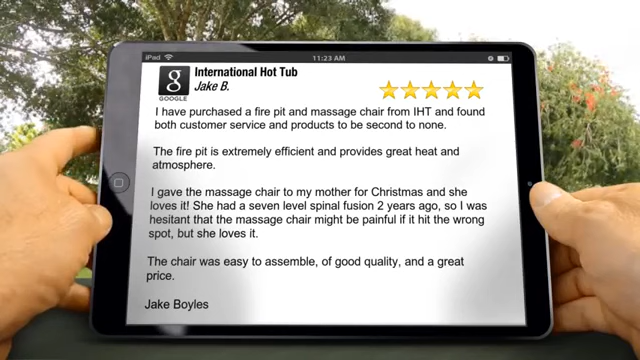 iPad
11:23 AM
g
GOOGLE
International Hot Tub
Jake B.
I have purchased a fire pit and massage chair from IHT and found
both customer service and products to be second to none.
The fire pit is extremely efficient and provides great heat and
atmosphere.
I gave the massage chair to my mother for Christmas and she
loves it! She had a seven level spinal fusion 2 years ago, so I was
hesitant that the massage chair might be painful if it hit the wrong
spot, but she loves it.
The chair was easy to assemble, of good quality, and a great
price.
Jake Boyles